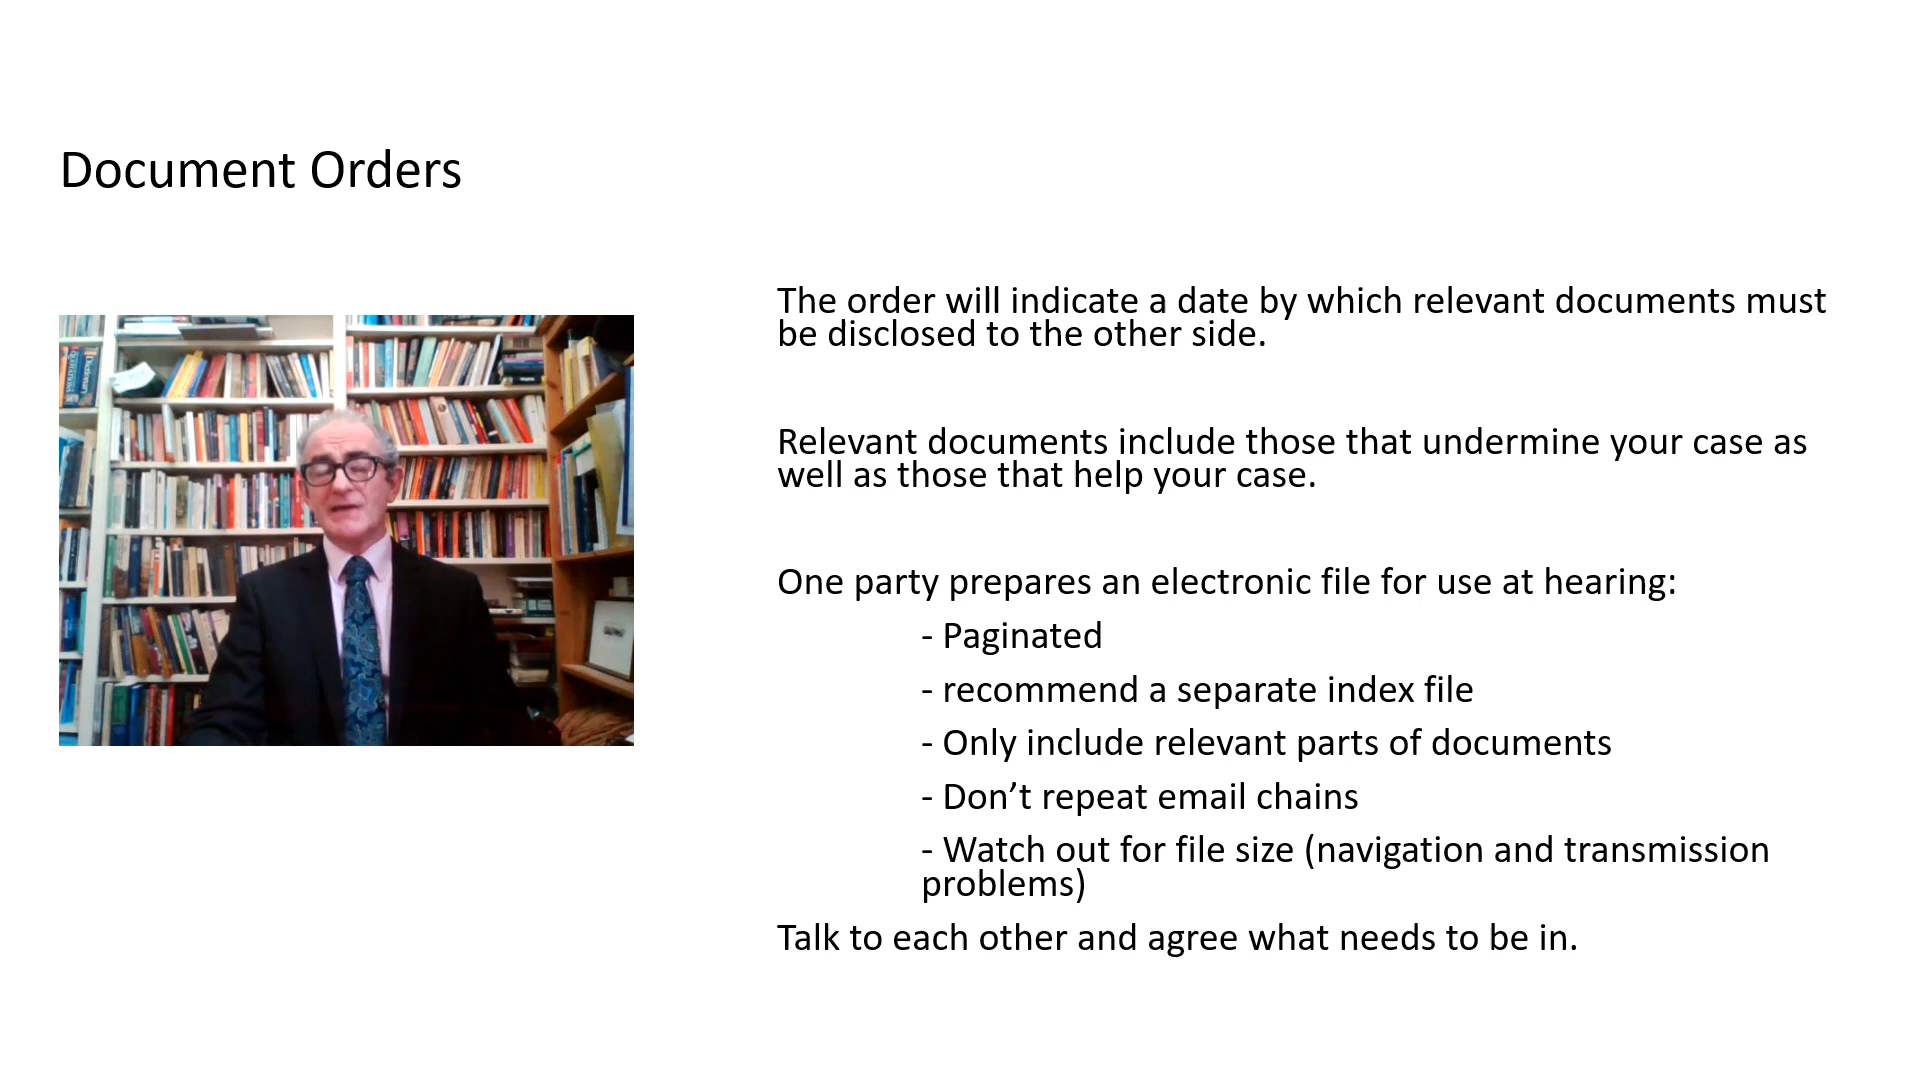 Document Orders
The order will indicate a date by which relevant documents must
be disclosed to the other side.
Relevant documents include those that undermine your case as
well as those that help your case.
One party prepares an electronic file for use at hearing:
- Paginated
- recommend a separate index file
- Only include relevant parts of documents
- Don’t repeat email chains
- Watch out for file size (navigation and transmission
problems)
Talk to each other and agree what needs to be in.